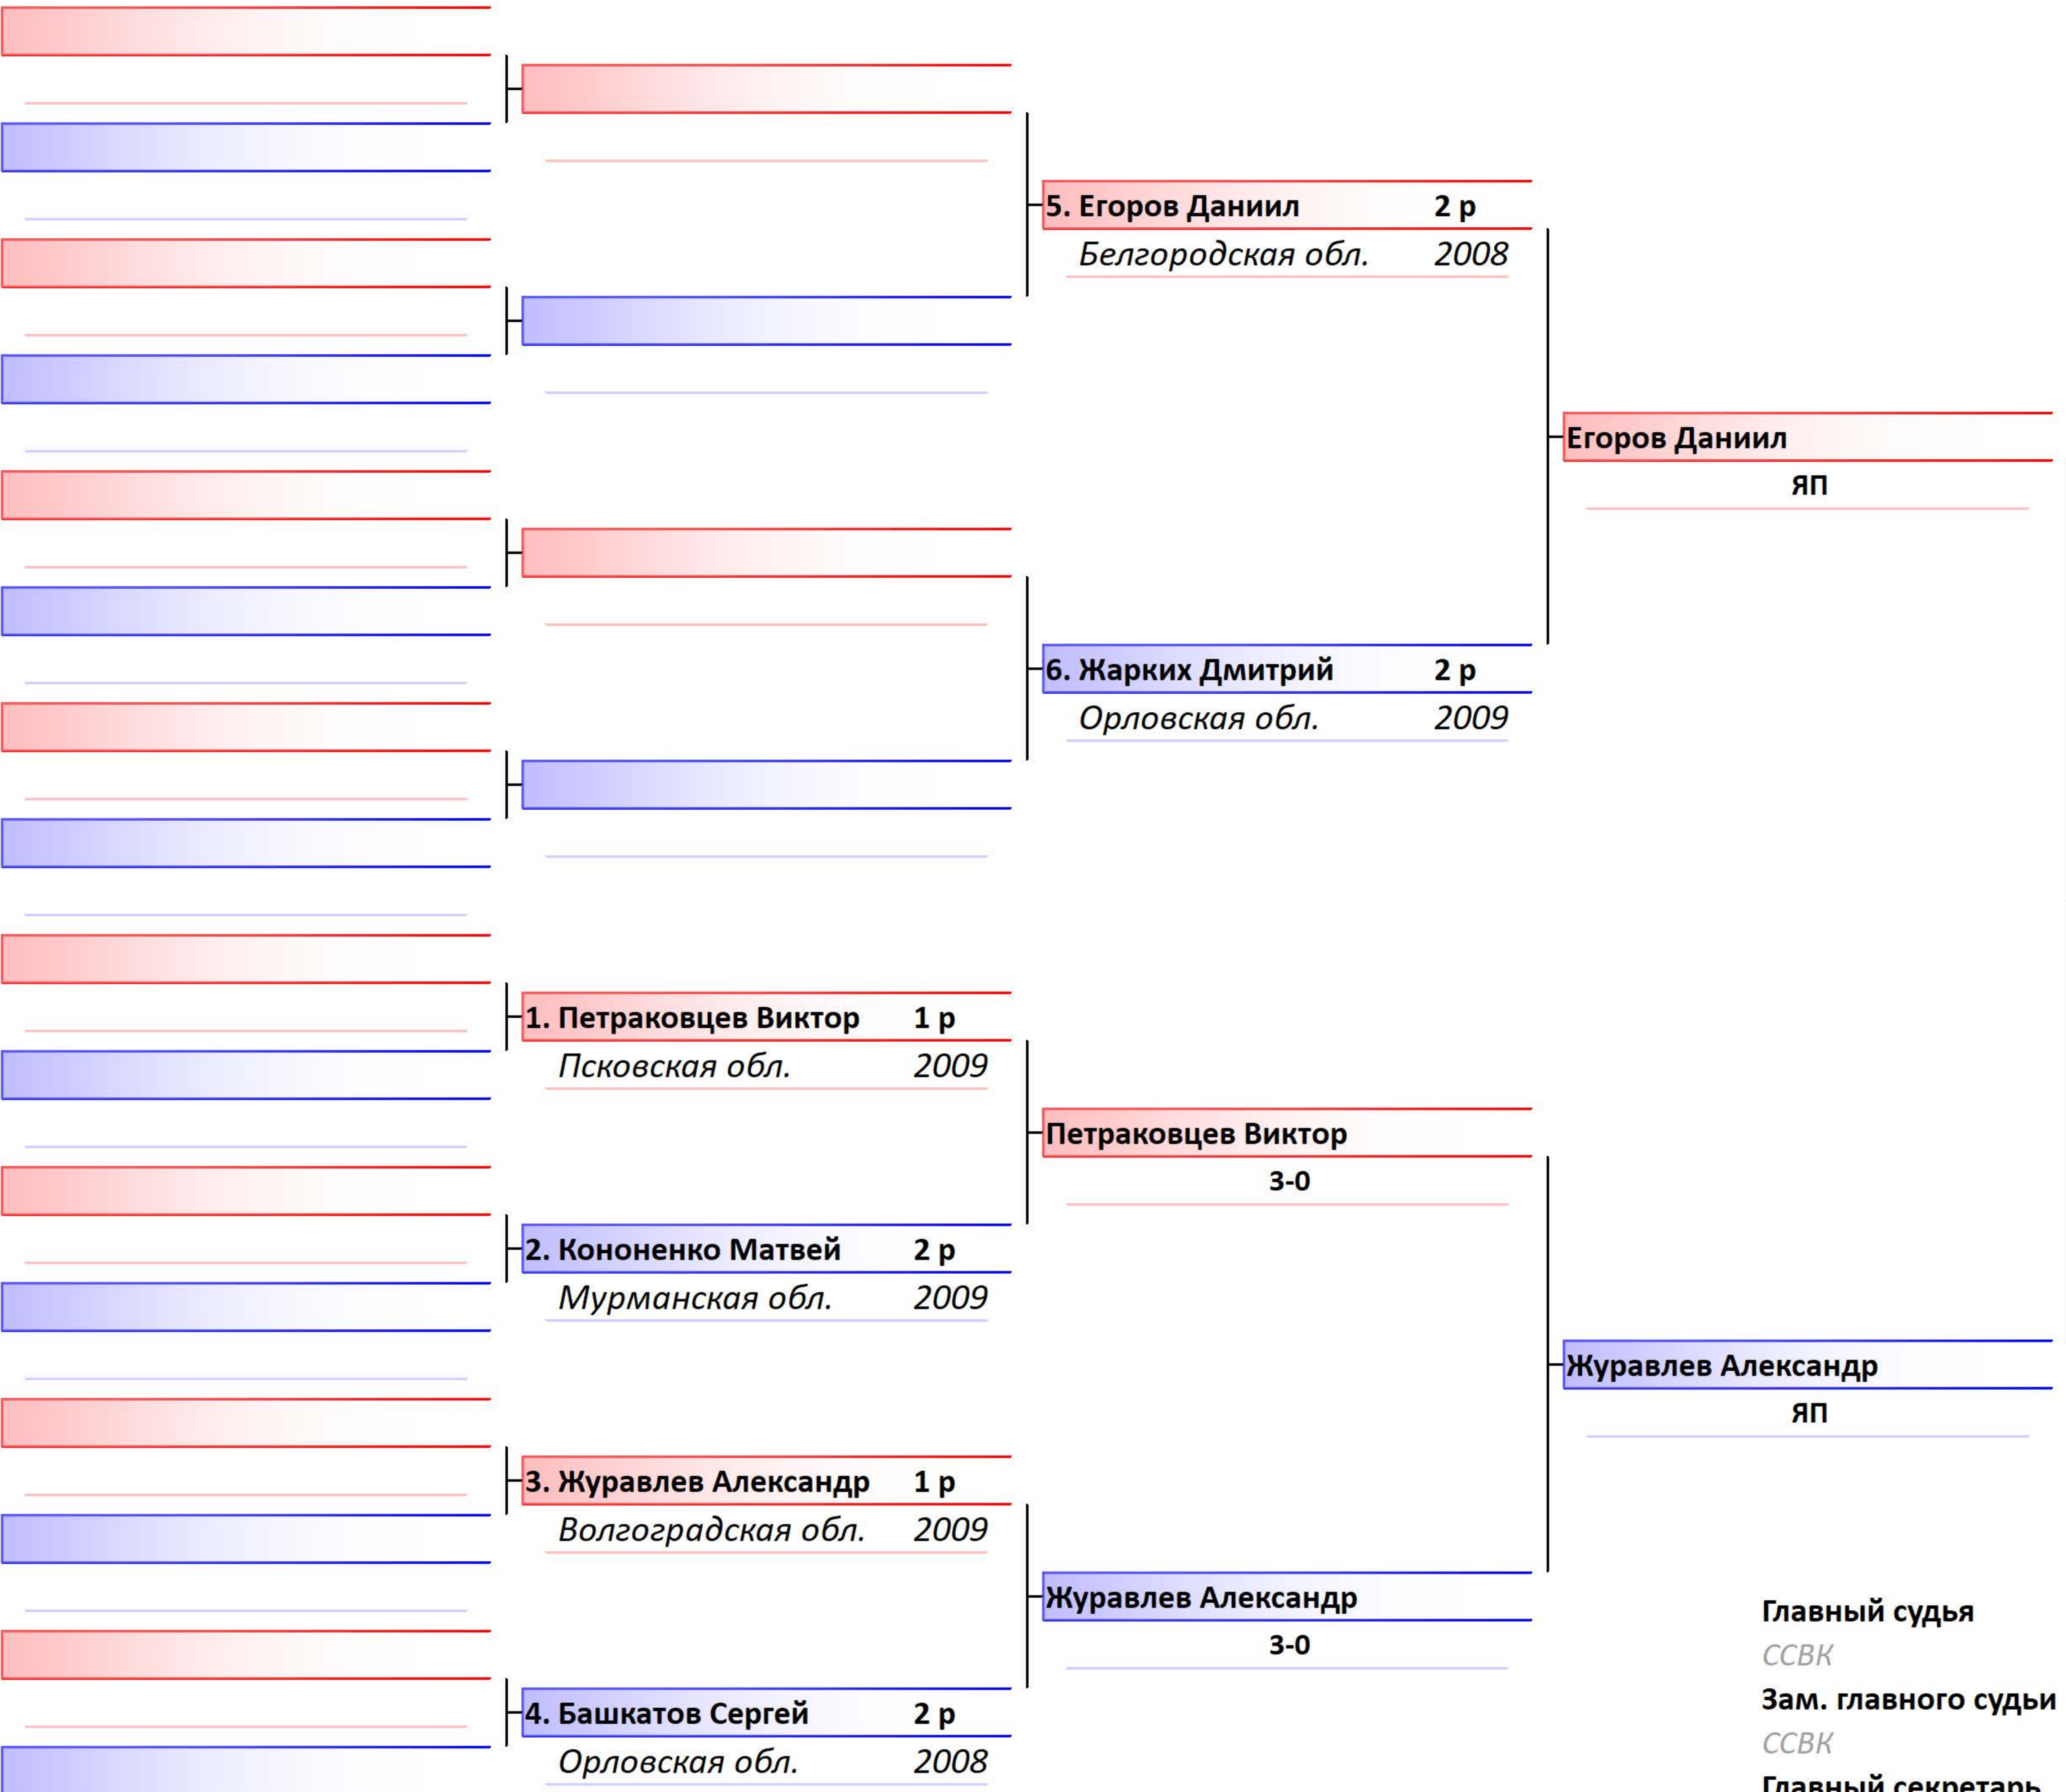 5. Егоров Даниил 2 р
Белгородская обл. 2008
Егоров Даниил
ЯП
6. Жарких Дмитрий 2 р
Орловская обл. 2009
1. Петраковцев Виктор 1 р
Псковская обл. 2009
Петраковцев Виктор
3-0
2. Кононенко Матвей 2 р
Мурманская обл. 2009
Журавлев Александр
ЯП
3. Журавлев Александр 1 р
Волгоградская обл. 2009
Журавлев Александр
3-0
4. Башкатов Сергей 2 р
Орловская обл. 2008
Главный судья
ССВК
Зам. главного судьи
ССВК
Главный секретарь